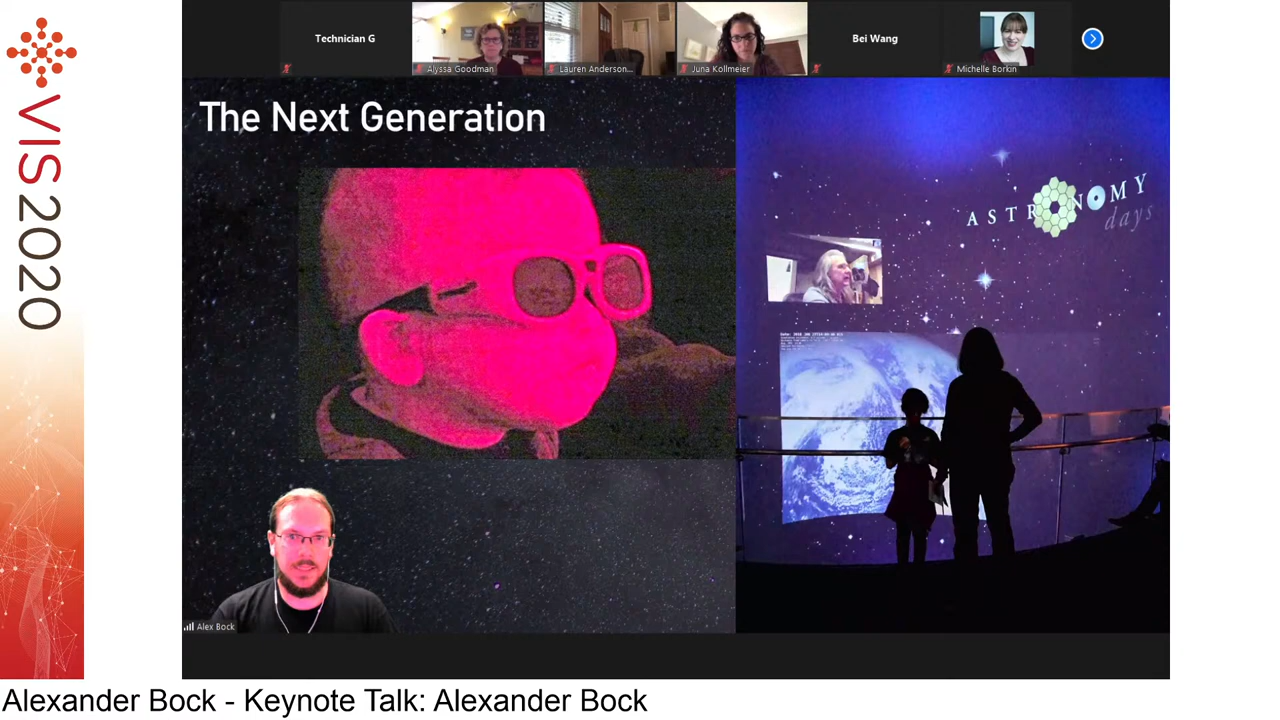 VIS2020
Technician G
Alyssa Goodman
Lauren Anderson...
Juna Kollmeier
Bei Wang
Michelle Borkin
The Next Generation
ASTRONOMY
days
Alex Bock
Alexander Bock - Keynote Talk: Alexander Bock